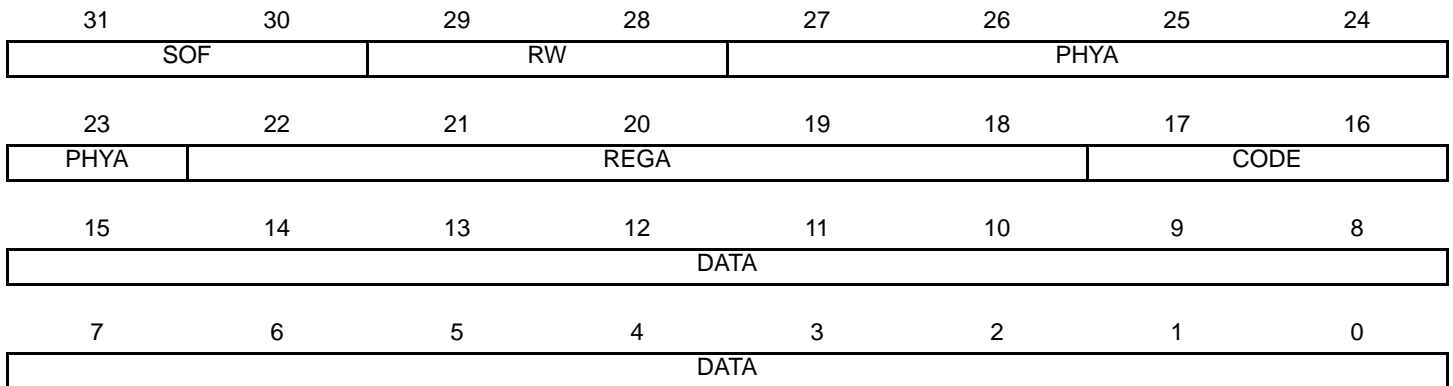 31 30 29 28 27 26 25 24
SOF RW PHYA
23 22 21 20 19 18 17 16
PHYA REGA CODE
15 14 13 12 11 10 9 8
DATA
7 6 5 4 3 2 1 0
DATA